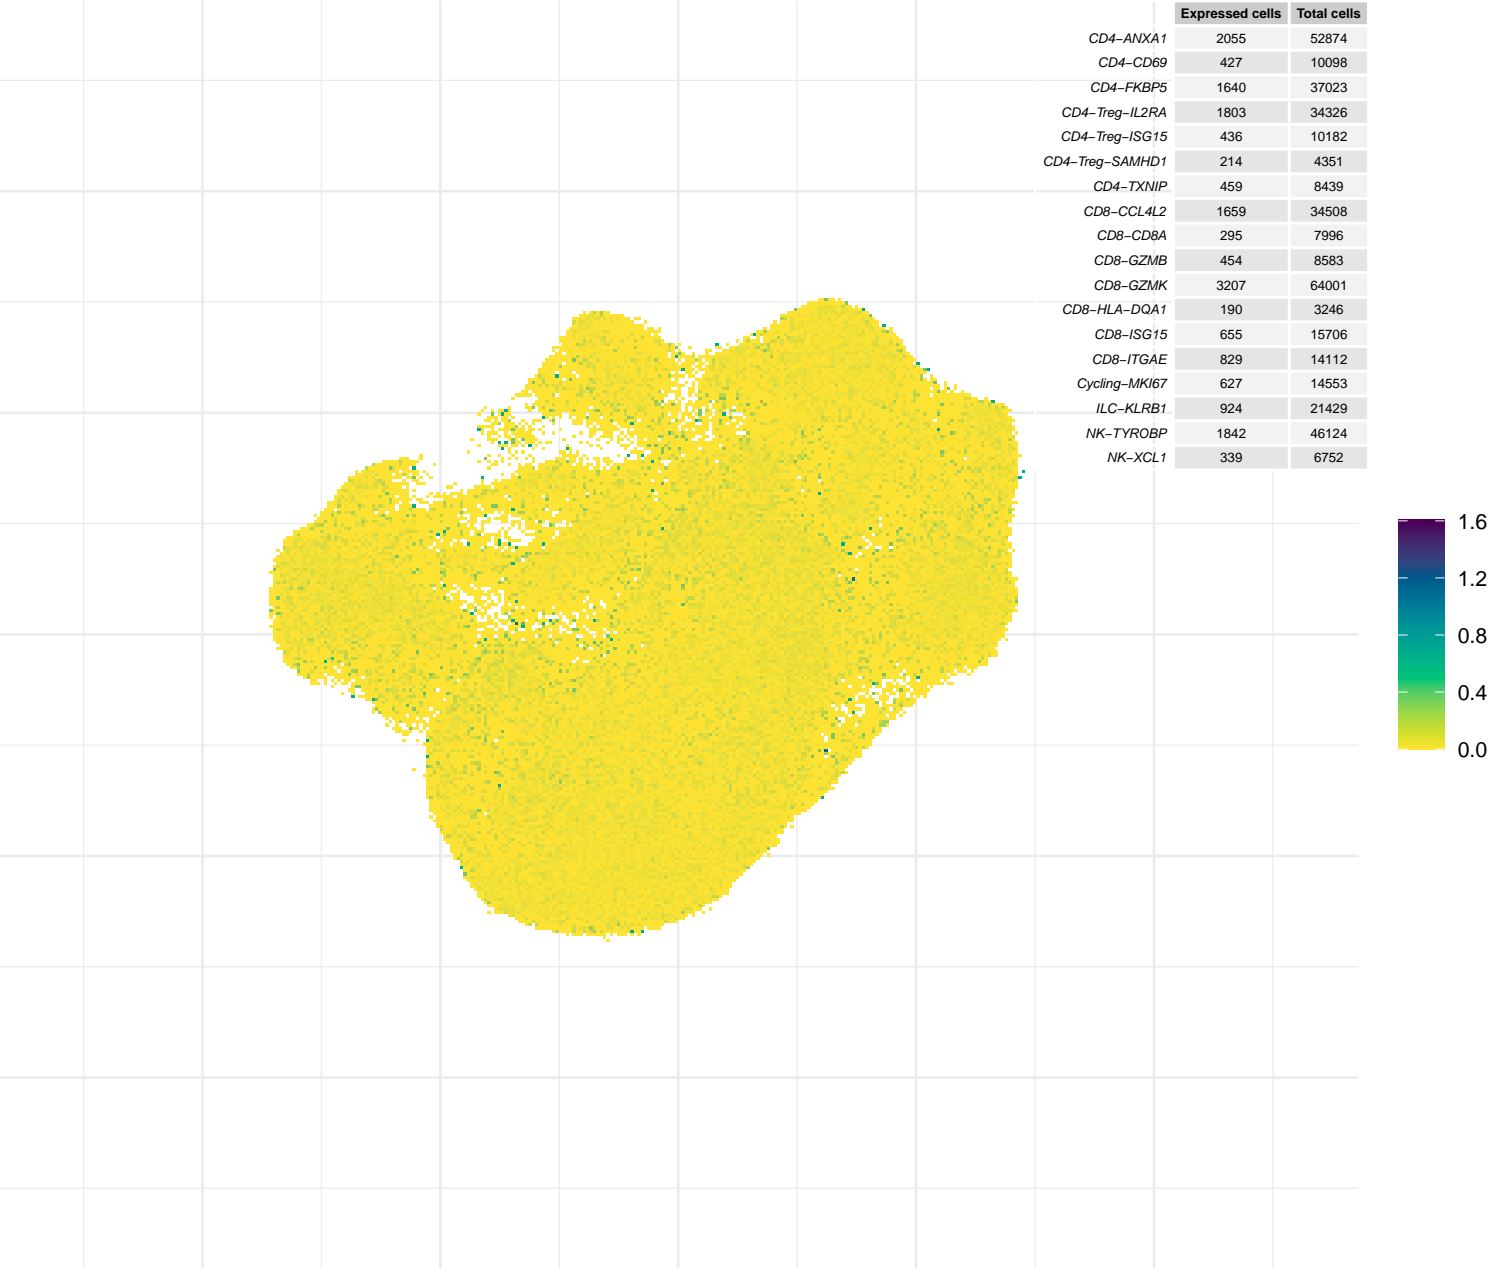 Expressed cells Total cells
CD4−ANXA1 2055 52874
CD4−CD69 427 10098
CD4−FKBP5 1640 37023
CD4−Treg−IL2RA 1803 34326
CD4−Treg−ISG15 436 10182
CD4−Treg−SAMHD1 214 4351
CD4−TXNIP 459 8439
CD8−CCL4L2 1659 34508
CD8−CD8A 295 7996
CD8−GZMB 454 8583
CD8−GZMK 3207 64001
CD8−HLA−DQA1 190 3246
CD8−ISG15 655 15706
CD8−ITGAE 829 14112
Cycling−MKI67 627 14553
ILC−KLRB1 924 21429
NK−TYROBP 1842 46124
NK−XCL1 339 6752
1.6
1.2
0.8
0.4
0.0